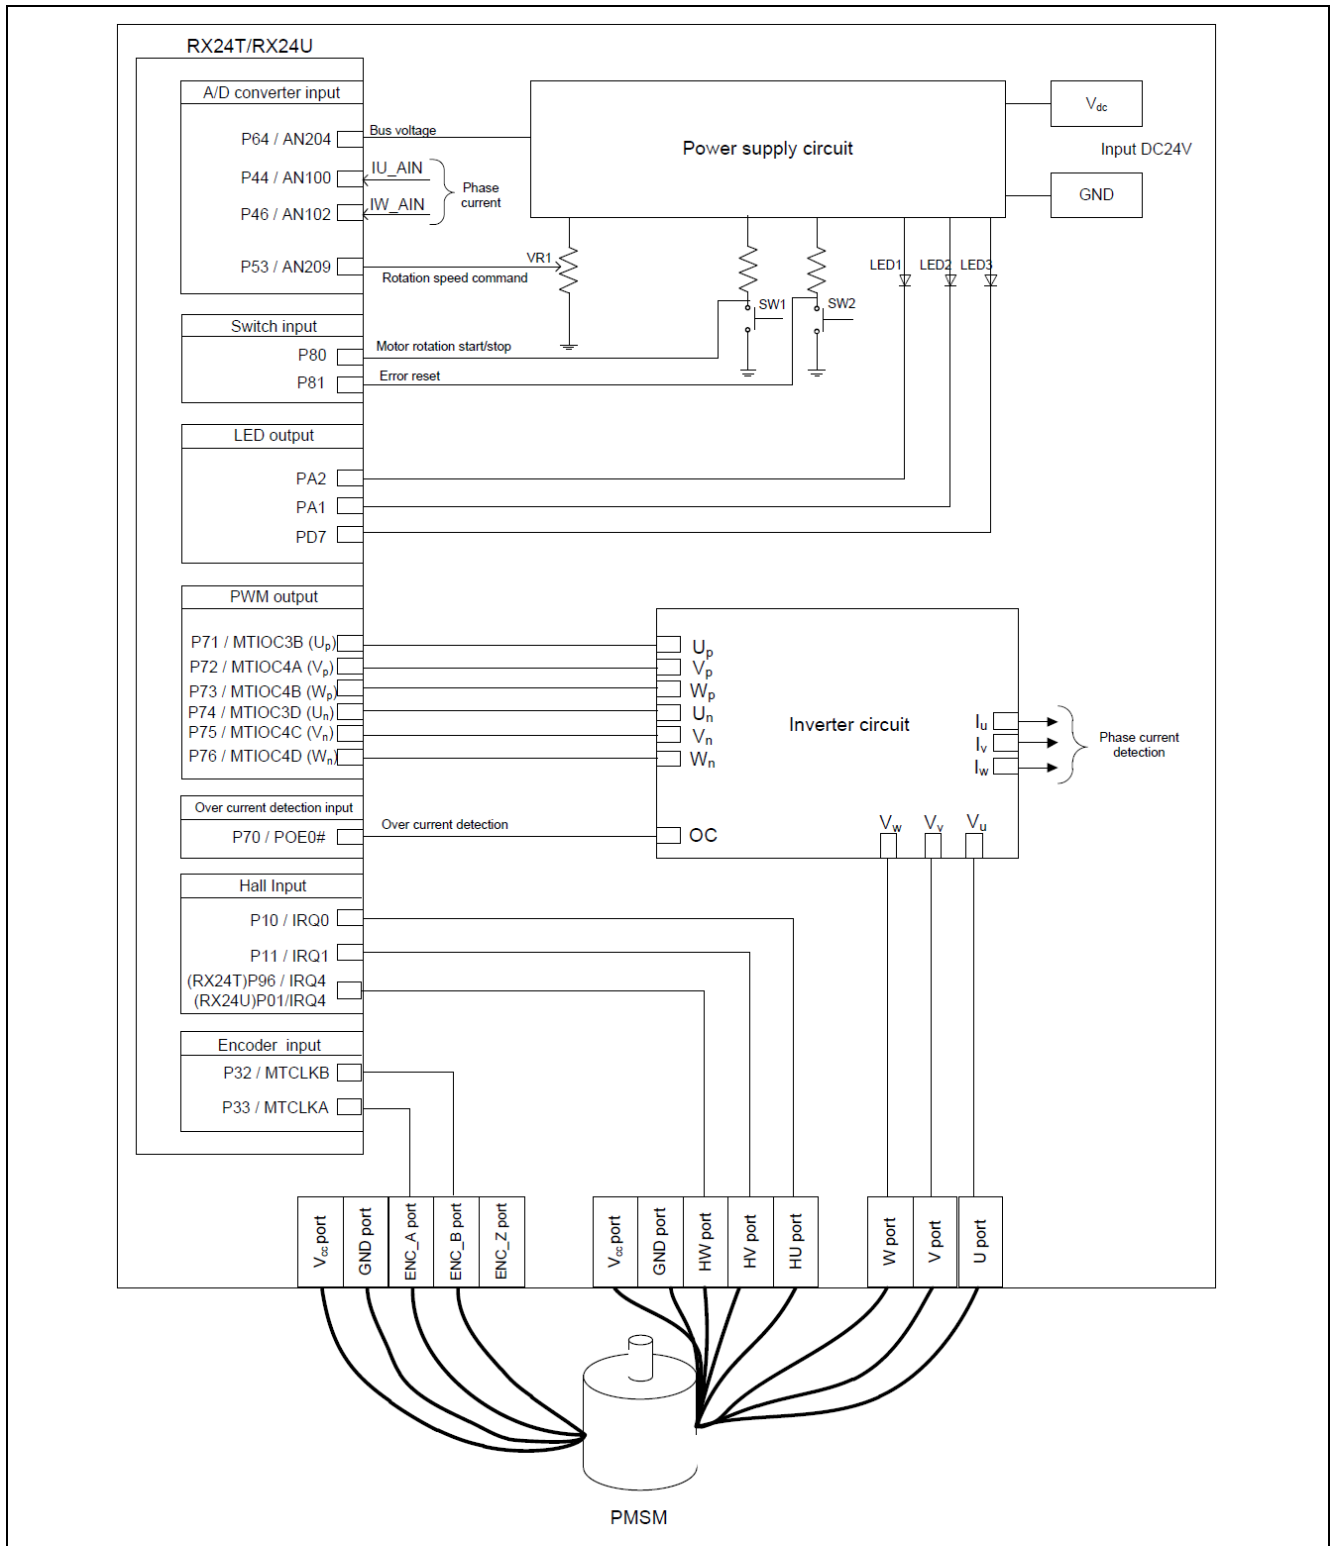 RX24T/RX24U
A/D converter input
P64 / AN204
P44 / AN100
P46 / AN102
P53 / AN209
Bus voltage
IU_AIN
IW_AIN
Phase
current
Rotation speed command
VR1
Power supply circuit
Vdc
Input DC24V
GND
SW1
SW2
LED1
LED2
LED3
Switch input
P80
P81
Motor rotation start/stop
Error reset
LED output
PA2
PA1
PD7
PWM output
P71 / MTIOC3B (Up)
P72 / MTIOC4A (Vp)
P73 / MTIOC4B (Wp)
P74 / MTIOC3D (Un)
P75 / MTIOC4C (Vn)
P76 / MTIOC4D (Wn)
Up
Vp
Wp
Un
Vn
Wn
Inverter circuit
Iu
Iv
Iw
Phase current
detection
Over current detection input
P70 / POE0#
Over current detection
OC
Vw
Vv
Vu
Hall Input
P10 / IRQ0
P11 / IRQ1
(RX24T)P96 / IRQ4
(RX24U)P01/IRQ4
Encoder input
P32 / MTCLKB
P33 / MTCLKA
Vcc port
GND port
ENC_A port
ENC_B port
ENC_Z port
Vcc port
GND port
HW port
HV port
HU port
W port
V port
U port
PMSM